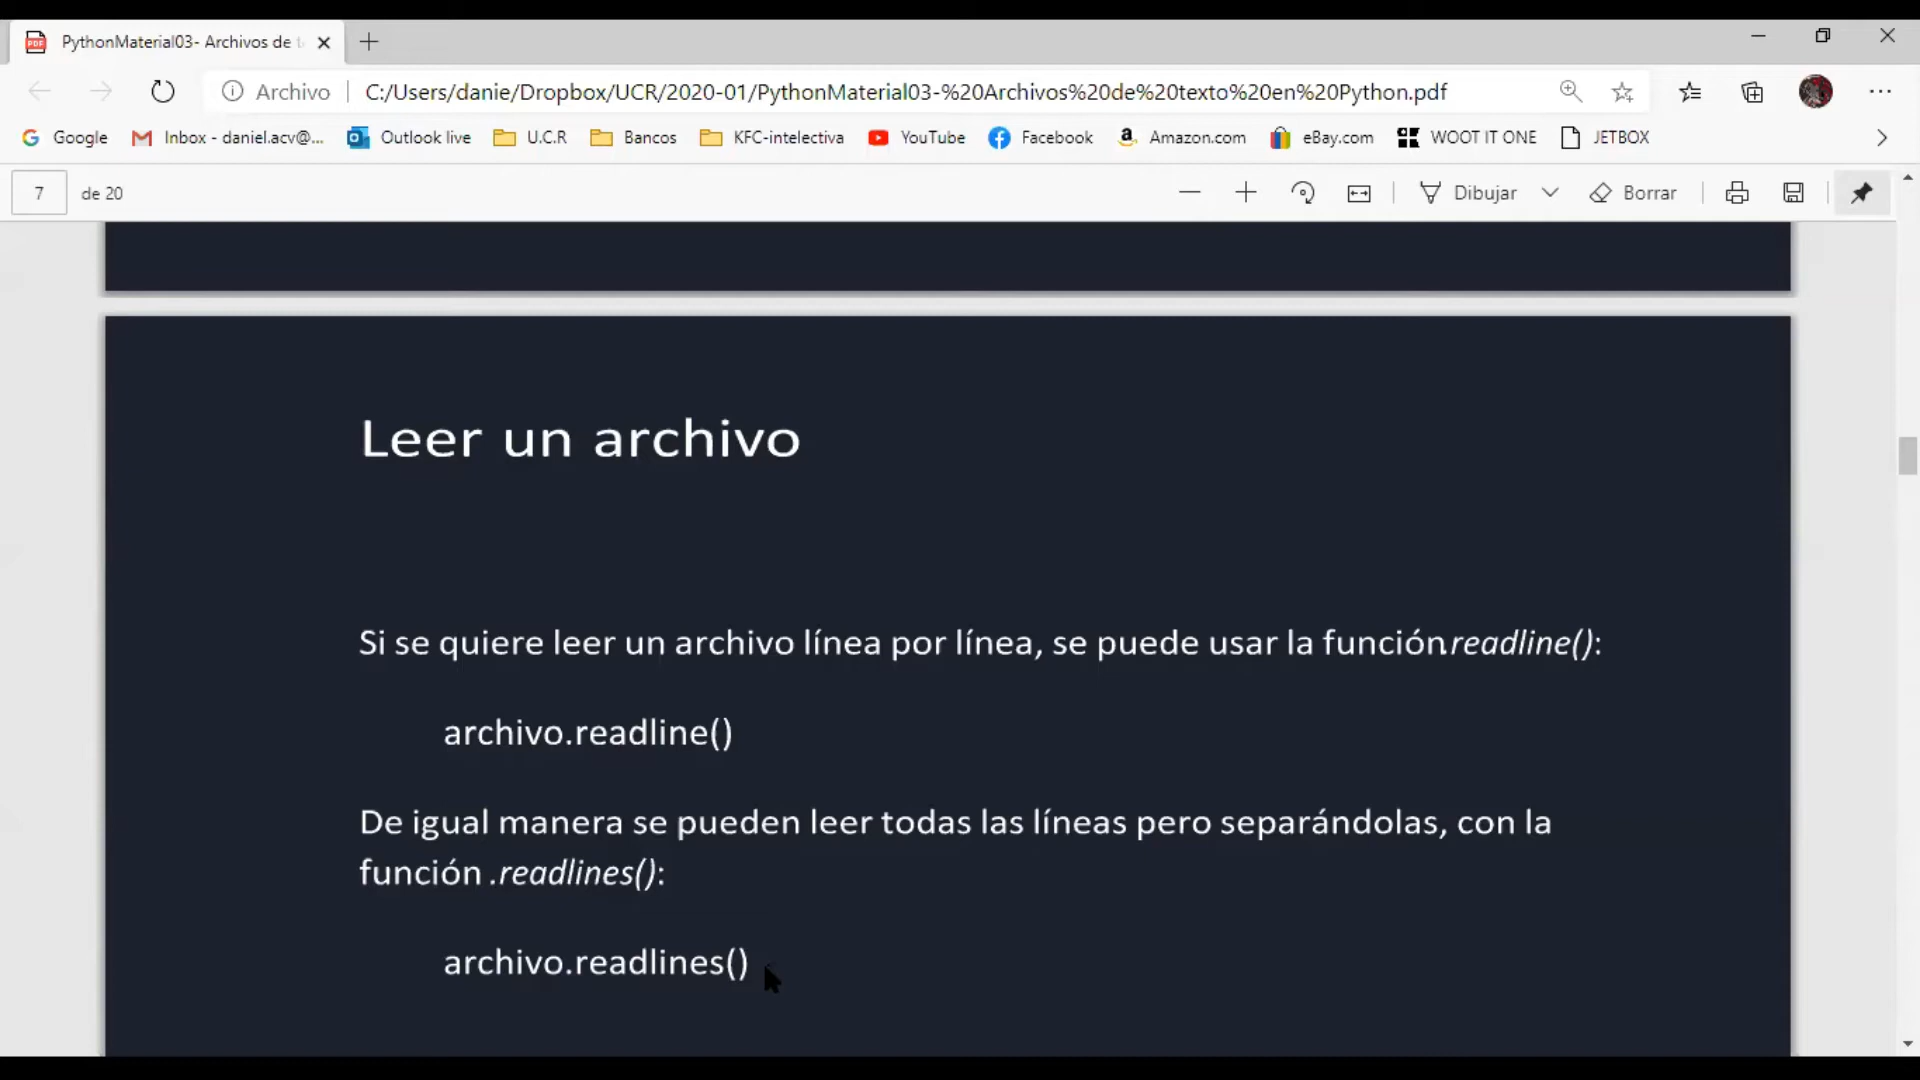 PythonMaterial03- Archivos de t
Archivo
C:/Users/danie/Dropbox/UCR/2020-01/PythonMaterial03-%20Archivos%20de%20texto%20en%20Python.pdf
Google Inbox - daniel.acv@... Outlook live U.C.R Bancos KFC-intelectiva YouTube Facebook Amazon.com eBay.com WOOT IT ONE JETBOX
7 de 20 Dibujar Borrar
Leer un archivo
Si se quiere leer un archivo línea por línea, se puede usar la función.readline():
archivo.readline()
De igual manera se pueden leer todas las líneas pero separándolas, con la
función .readlines():
archivo.readlines()